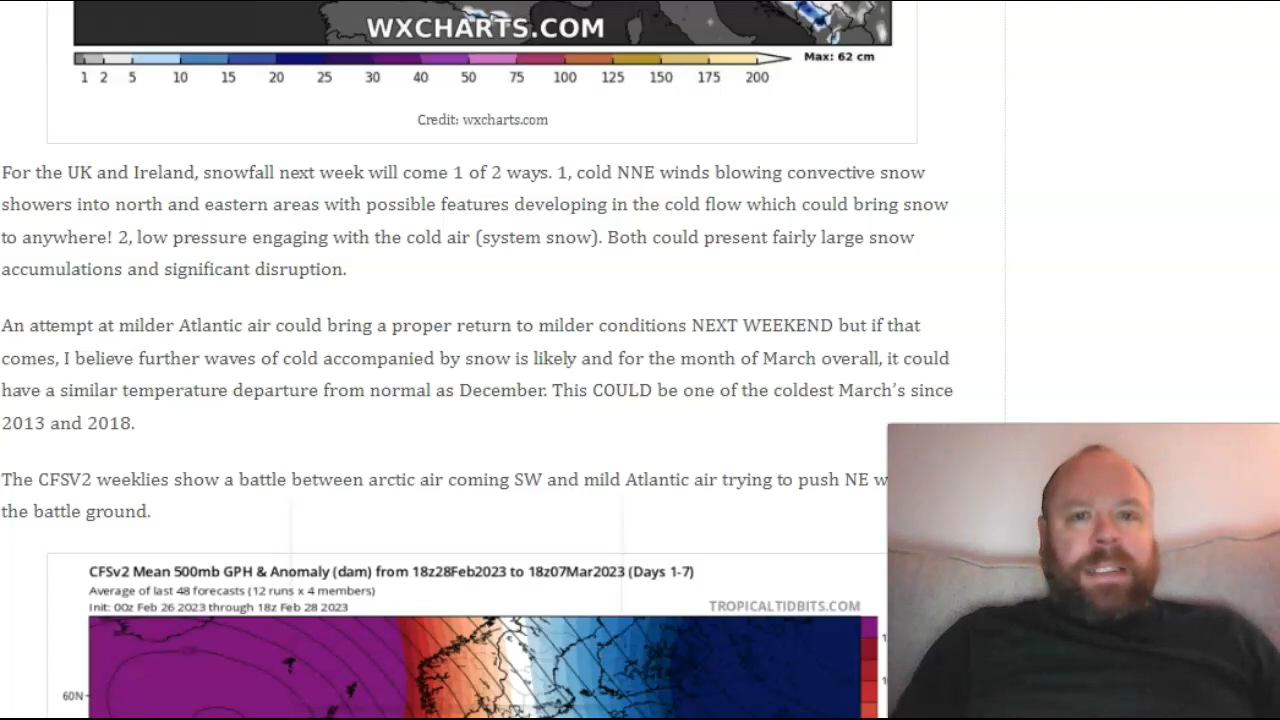 WXCHARTS.COM
1 2 5 10 15 20 25 30 40 50 75 100 125 150 175 200
Max: 62 cm
Credit: wxcharts.com
For the UK and Ireland, snowfall next week will come 1 of 2 ways. 1, cold NNE winds blowing convective snow
showers into north and eastern areas with possible features developing in the cold flow which could bring snow
to anywhere! 2, low pressure engaging with the cold air (system snow). Both could present fairly large snow
accumulations and significant disruption.
An attempt at milder Atlantic air could bring a proper return to milder conditions NEXT WEEKEND but if that
comes, I believe further waves of cold accompanied by snow is likely and for the month of March overall, it could
have a similar temperature departure from normal as December. This COULD be one of the coldest March’s since
2013 and 2018.
The CFSV2 weeklies show a battle between arctic air coming SW and mild Atlantic air trying to push NE
the battle ground.
CFSv2 Mean 500mb GPH & Anomaly (dam) from 18z28Feb2023 to 18z07Mar2023 (Days 1-7)
Average of last 48 forecasts (12 runs x 4 members)
Init: 00z Feb 26 2023 through 18z Feb 28 2023
TROPICALTIDBITS.COM
60N